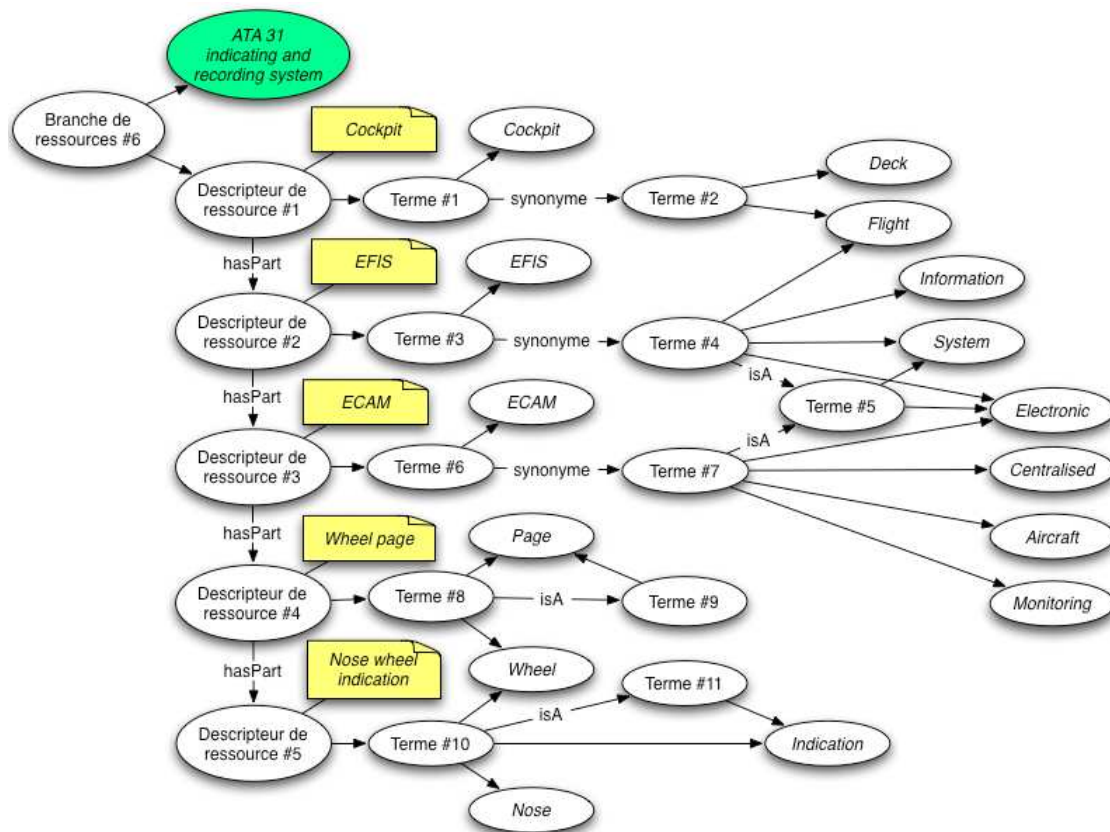 ATA 31
indicating and
recording system
Branche de
ressources #6
Cockpit
Cockpit
Deck
Descripteur de
ressource #1
Terme #1
synonyme
Terme #2
Flight
hasPart
EFIS
EFIS
Information
Descripteur de
ressource #2
Terme #3
synonyme
Terme #4
System
isA
hasPart
ECAM
ECAM
Terme #5
Electronic
isA
Descripteur de
ressource #3
Terme #6
synonyme
Terme #7
Centralised
hasPart
Wheel page
Page
Aircraft
Descripteur de
ressource #4
Terme #8
isA
Terme #9
Monitoring
hasPart
Nose wheel
indication
Wheel
Terme #11
isA
Descripteur de
ressource #5
Terme #10
Indication
Nose